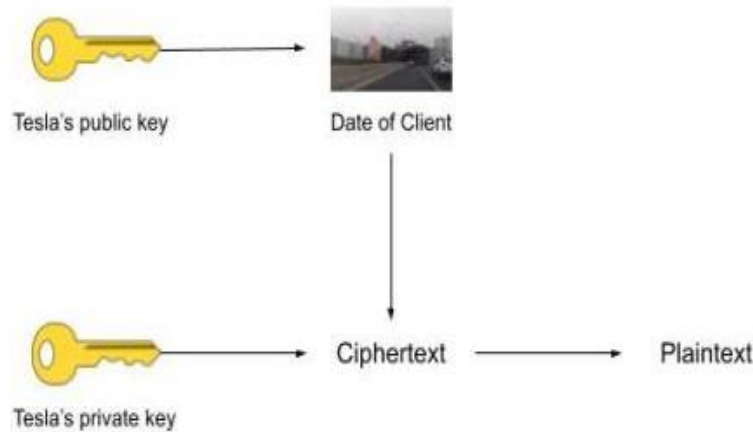 Tesla's public key
Date of Client
Ciphertext
Plaintext
Tesla's private key